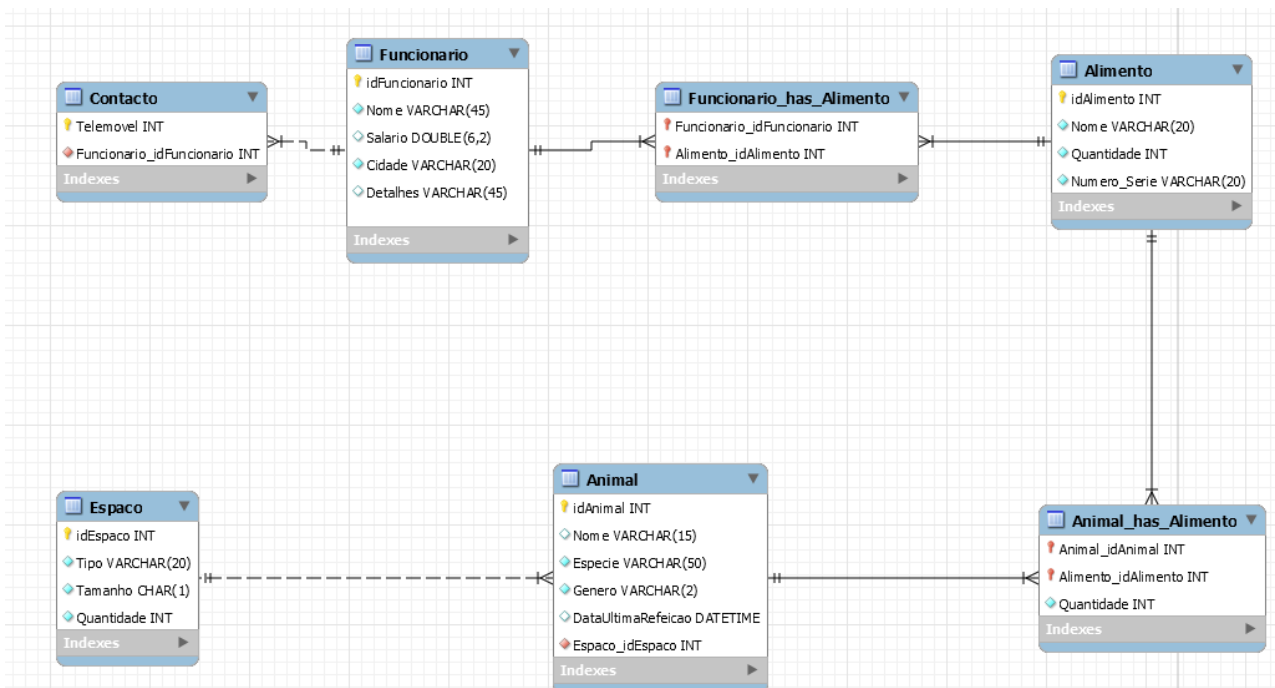 Contacto
Telemovel INT
Funcionario_idFuncionario INT
Indexes
Funcionario
idFuncionario INT
Nome VARCHAR(45)
Salario DOUBLE(6,2)
Cidade VARCHAR(20)
Detalhes VARCHAR(45)
Indexes
Funcionario_has_Alimento
Funcionario_idFuncionario INT
Alimento_idAlimento INT
Indexes
Alimento
idAlimento INT
Nome VARCHAR(20)
Quantidade INT
Numero_Serie VARCHAR(20)
Indexes
Espaco
idEspaco INT
Tipo VARCHAR(20)
Tamanho CHAR(1)
Quantidade INT
Indexes
Animal
idAnimal INT
Nome VARCHAR(15)
Especie VARCHAR(50)
Genero VARCHAR(2)
DataUltimaRefeicao DATETIME
Espaco_idEspaco INT
Indexes
Animal_has_Alimento
Animal_idAnimal INT
Alimento_idAlimento INT
Quantidade INT
Indexes